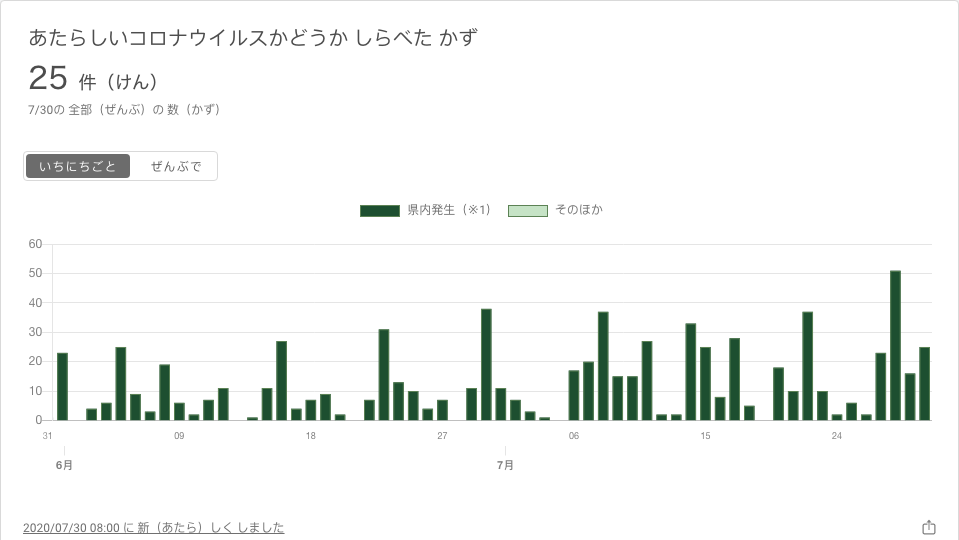 あたらしいコロナウイルスかどうか しらべた かず
25 件（けん）
7/30の 全部（ぜんぶ）の 数（かず）
いちにちごと ぜんぶで
県内発生（※1） そのほか
60
50
40
30
20
10
0
31 09 18 27 06 15 24
6月 7月
2020/07/30 08:00 に 新（あたら）しく しました